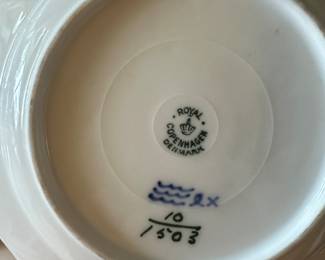 ROYAL
COPENHAGEN
DENMARK
2x
10
1503